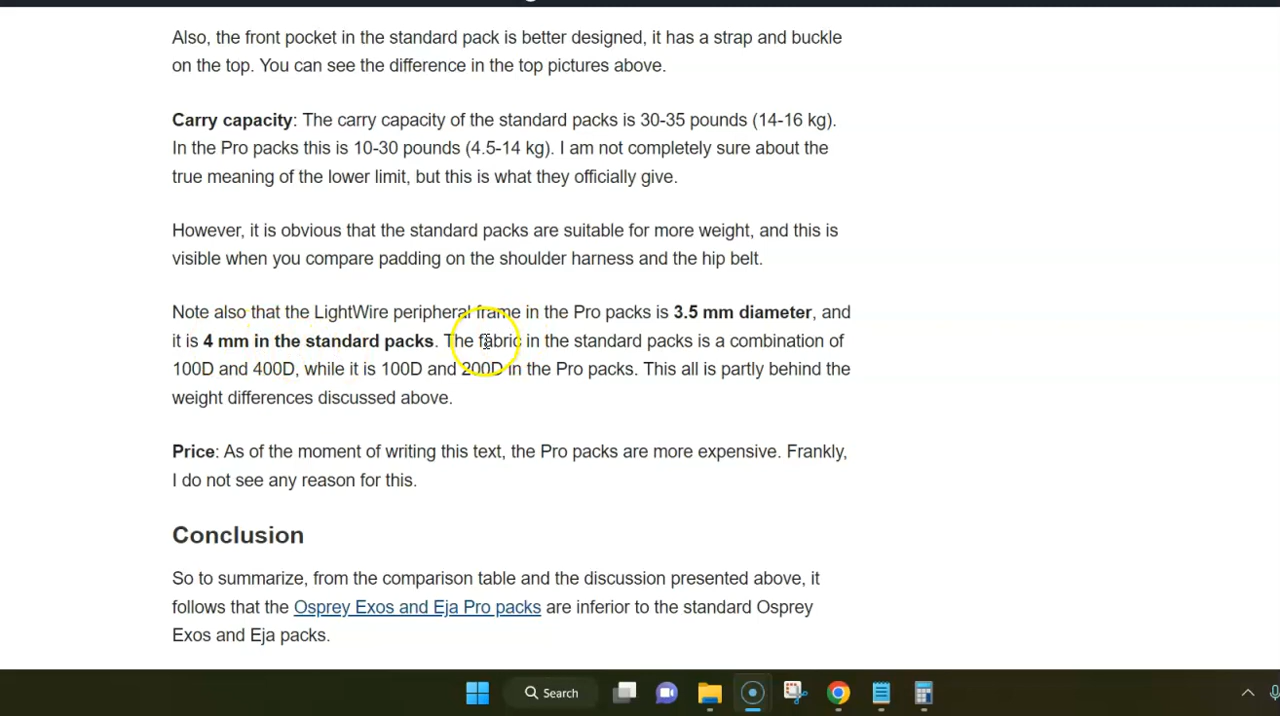 Also, the front pocket in the standard pack is better designed, it has a strap and buckle
on the top. You can see the difference in the top pictures above.
Carry capacity: The carry capacity of the standard packs is 30-35 pounds (14-16 kg).
In the Pro packs this is 10-30 pounds (4.5-14 kg). I am not completely sure about the
true meaning of the lower limit, but this is what they officially give.
However, it is obvious that the standard packs are suitable for more weight, and this is
visible when you compare padding on the shoulder harness and the hip belt.
Note also that the LightWire peripheral frame in the Pro packs is 3.5 mm diameter, and
it is 4 mm in the standard packs. The fabric in the standard packs is a combination of
100D and 400D, while it is 100D and 200D in the Pro packs. This all is partly behind the
weight differences discussed above.
Price: As of the moment of writing this text, the Pro packs are more expensive. Frankly,
I do not see any reason for this.
Conclusion
So to summarize, from the comparison table and the discussion presented above, it
follows that the Osprey Exos and Eja Pro packs are inferior to the standard Osprey
Exos and Eja packs.
Search